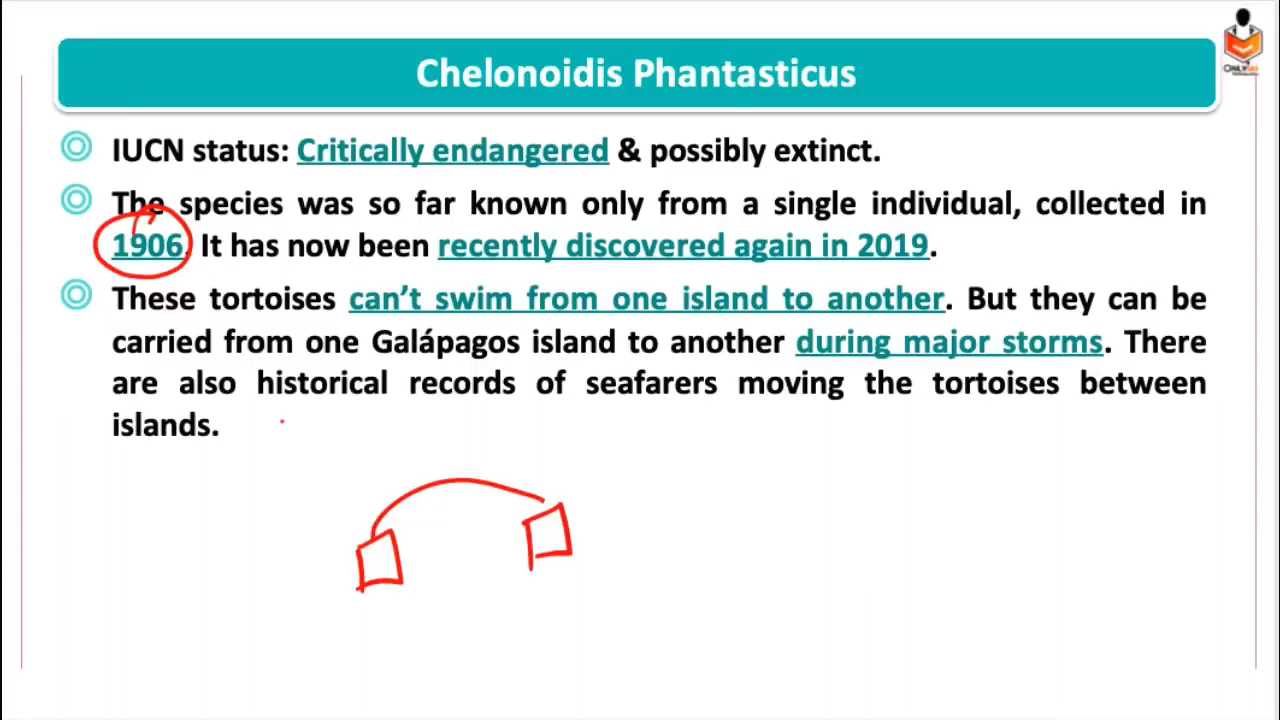 Chelonoidis Phantasticus
IUCN status: Critically endangered & possibly extinct.
The species was so far known only from a single individual, collected in
1906. It has now been recently discovered again in 2019.
These tortoises can't swim from one island to another. But they can be
carried from one Galápagos island to another during major storms. There
are also historical records of seafarers moving the tortoises between
islands.